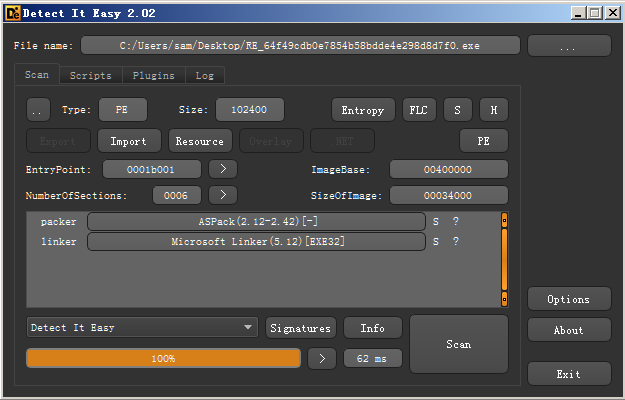 Detect It Easy 2.02
File name: C:/Users/sam/Desktop/RE_64f49cdb0e7854b58bdde4e298d8d7f0.exe ...
Scan Scripts Plugins Log
.. Type: PE Size: 102400 Entropy FLC S H
Export Import Resource Overlay .NET PE
EntryPoint: 0001b001 > ImageBase: 00400000
NumberOfSections: 0006 > SizeOfImage: 00034000
packer ASPack(2.12-2.42)[-] S ?
linker Microsoft Linker(5.12)[EXE32] S ?
Options
Detect It Easy Signatures Info Scan About
100% > 62 ms
Exit